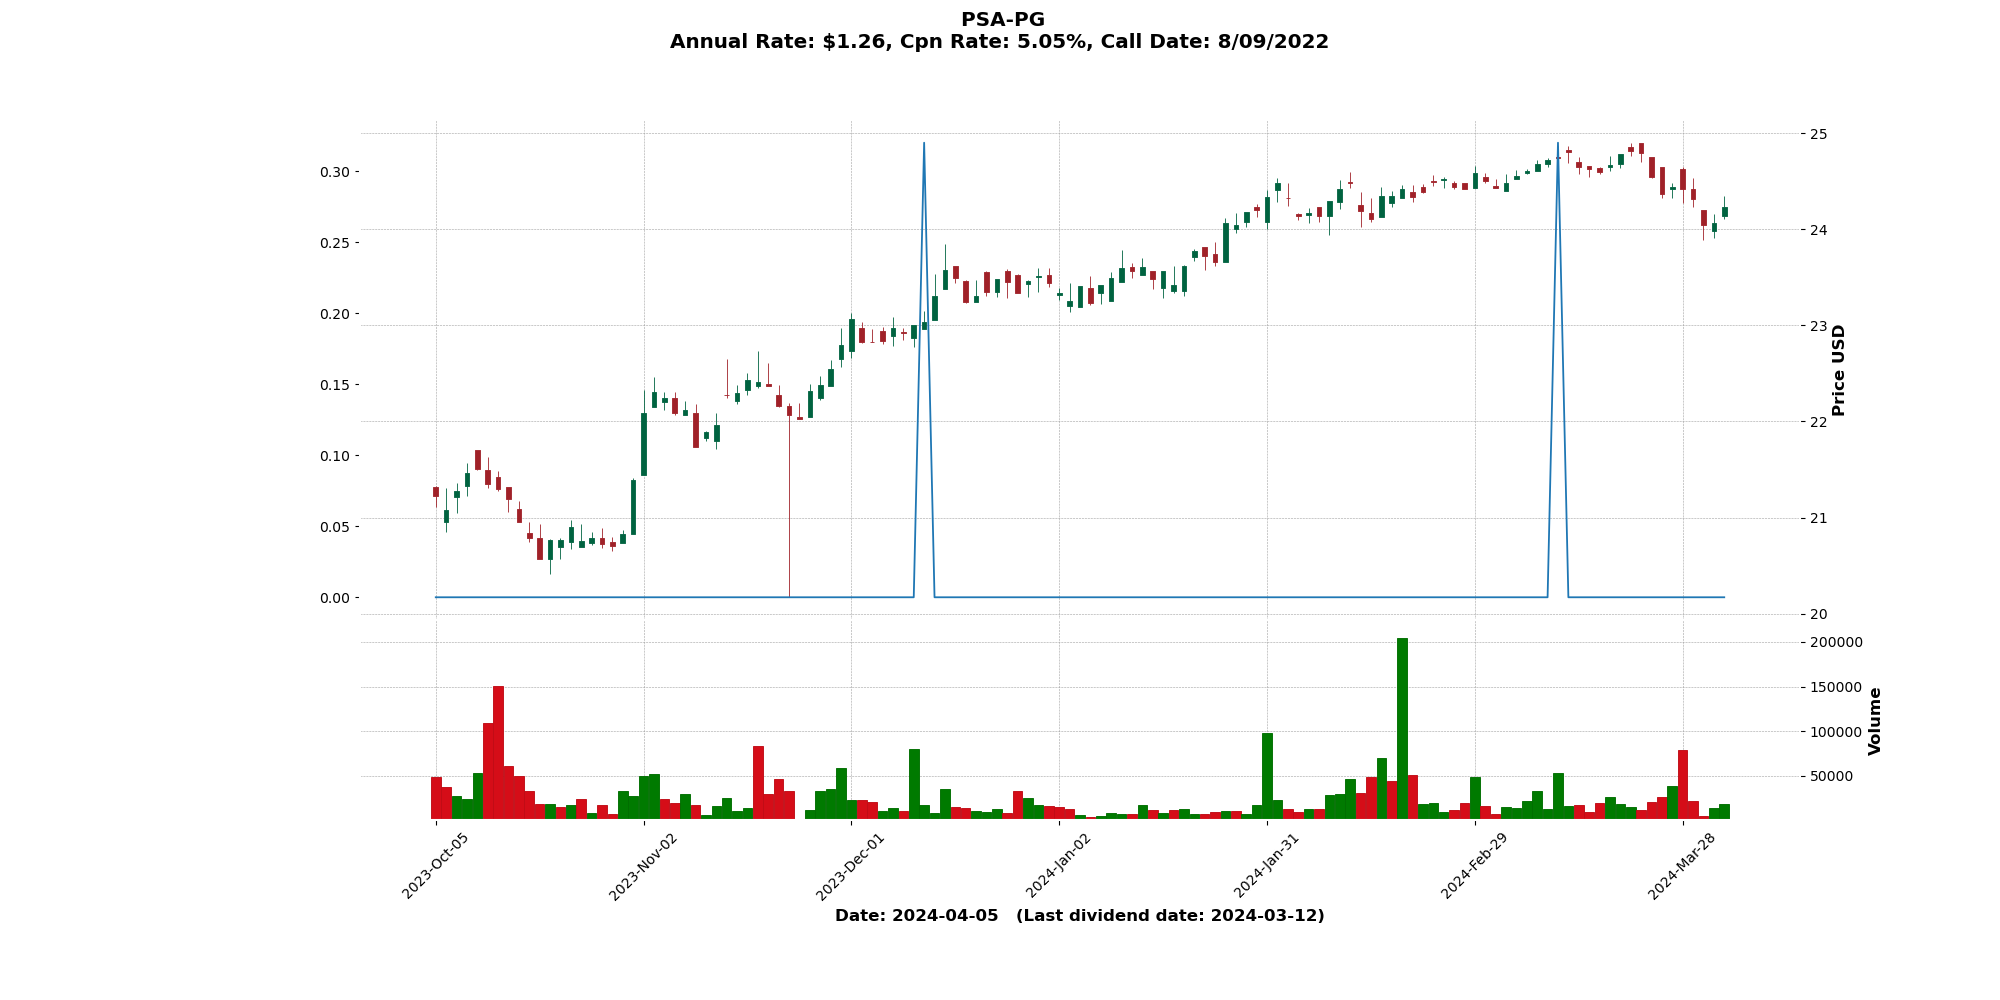 PSA-PG
Annual Rate: $1.26, Cpn Rate: 5.05%, Call Date: 8/09/2022
0.30
0.25
0.20
0.15
0.10
0.05
0.00
25
24
23
22
21
20
Price USD
200000
150000
100000
50000
Volume
2023-Oct-05
2023-Nov-02
2023-Dec-01
2024-Jan-02
2024-Jan-31
2024-Feb-29
2024-Mar-28
Date: 2024-04-05 (Last dividend date: 2024-03-12)